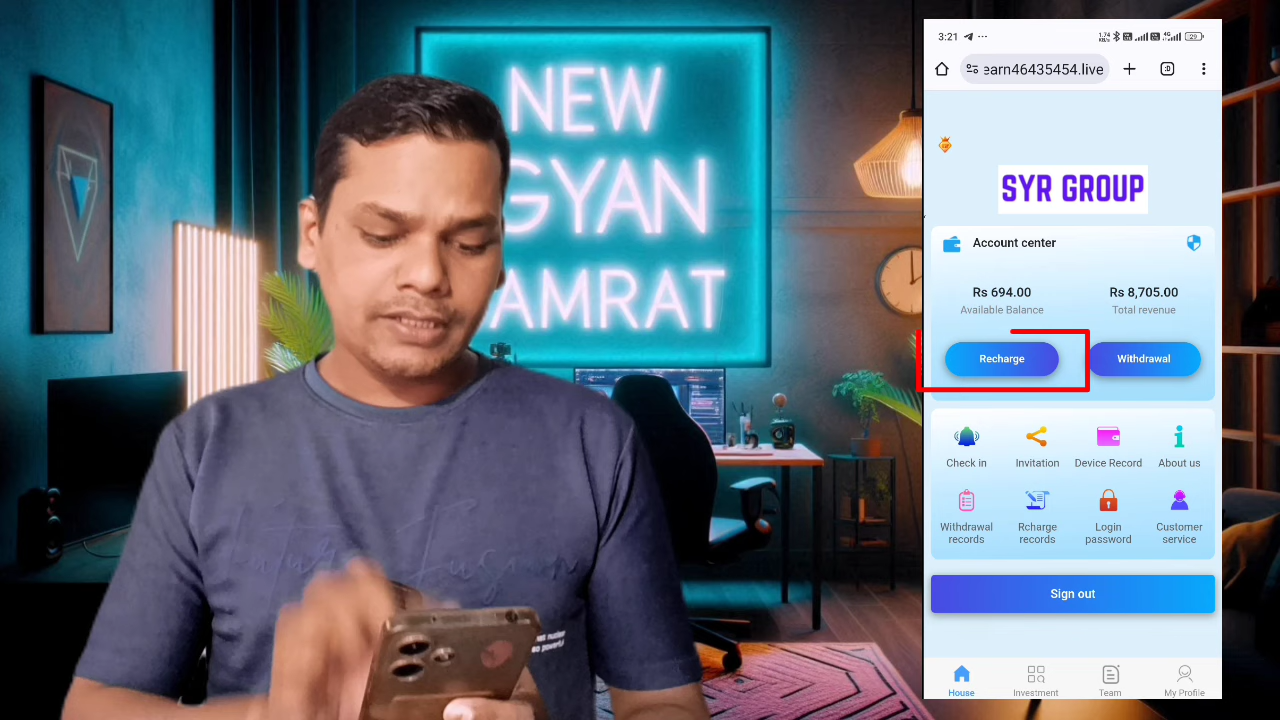 NEW
GYAN
AMRAT
3:21
29
earn46435454.live
SYR GROUP
Account center
Rs 694.00
Rs 8,705.00
Available Balance
Total revenue
Recharge
Withdrawal
Check in
Invitation
Device Record
About us
Withdrawal records
Rcharge records
Login password
Customer service
Sign out
House
Investment
Team
My Profile